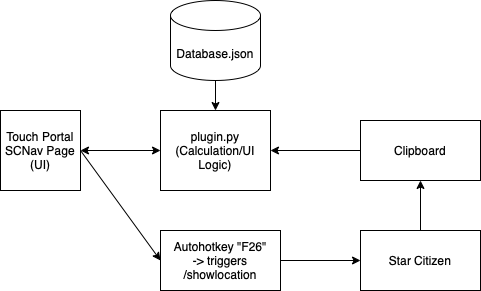 Database.json
Touch Portal
SCNav Page
(UI)
plugin.py
(Calculation/UI
Logic)
Clipboard
Autohotkey "F26"
-> triggers
/showlocation
Star Citizen